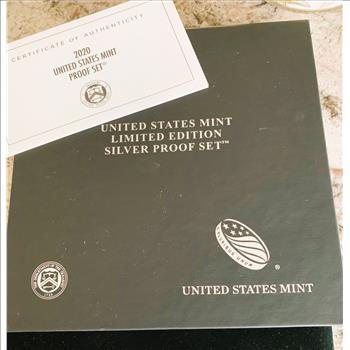 CERTIFICATE OF AUTHENTICITY
2020
UNITED STATES MINT
PROOF SET®
UNITED STATES MINT
LIMITED EDITION
SILVER PROOF SET™
UNITED STATES MINT